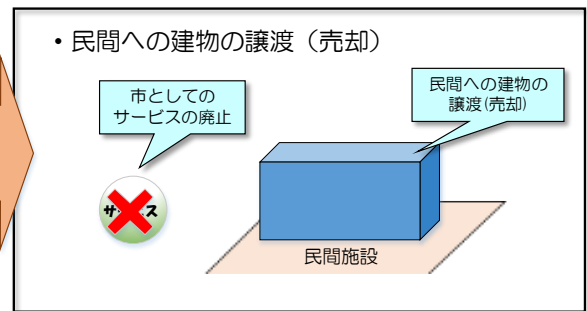 ・民間への建物の譲渡（売却）
市としての
サービスの廃止
民間への建物の
譲渡(売却)
サ ス
民間施設